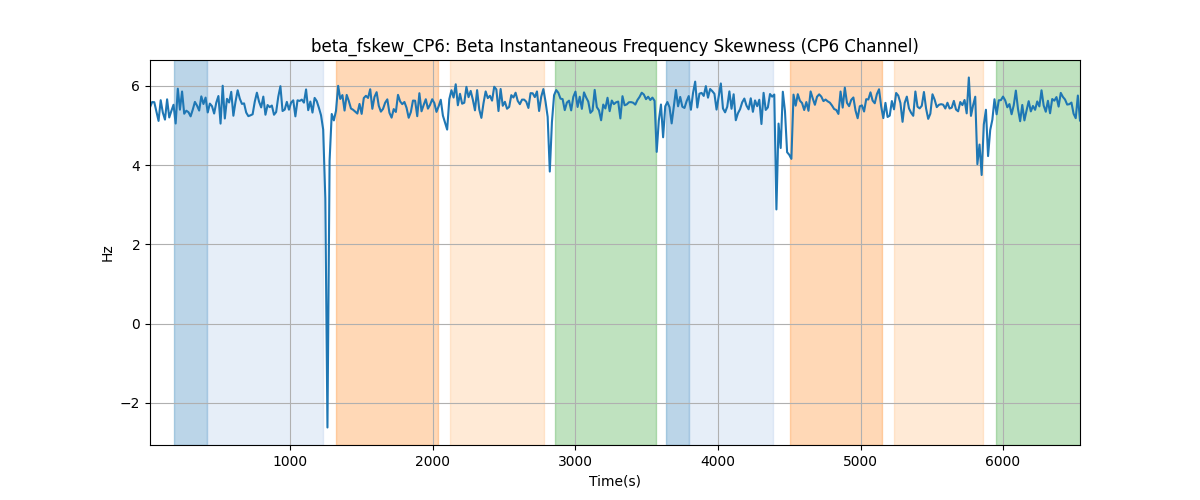 beta_fskew_CP6: Beta Instantaneous Frequency Skewness (CP6 Channel)
Hz
6
4
2
0
−2
1000 2000 3000 4000 5000 6000
Time(s)